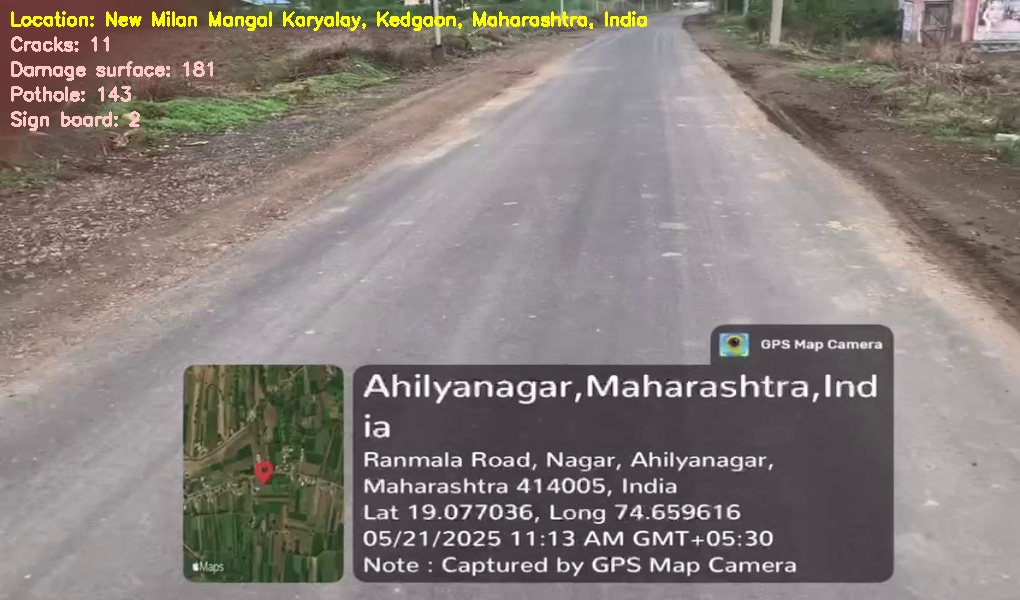 Location: New Milan Mangal Karyalay, Kedgaon, Maharashtra, India
Cracks: 11
Damage surface: 181
Pothole: 143
Sign board: 2
GPS Map Camera
Ahilyanagar,Maharashtra,Ind
ia
Ranmala Road, Nagar, Ahilyanagar,
Maharashtra 414005, India
Lat 19.077036, Long 74.659616
05/21/2025 11:13 AM GMT+05:30
Note : Captured by GPS Map Camera
Maps